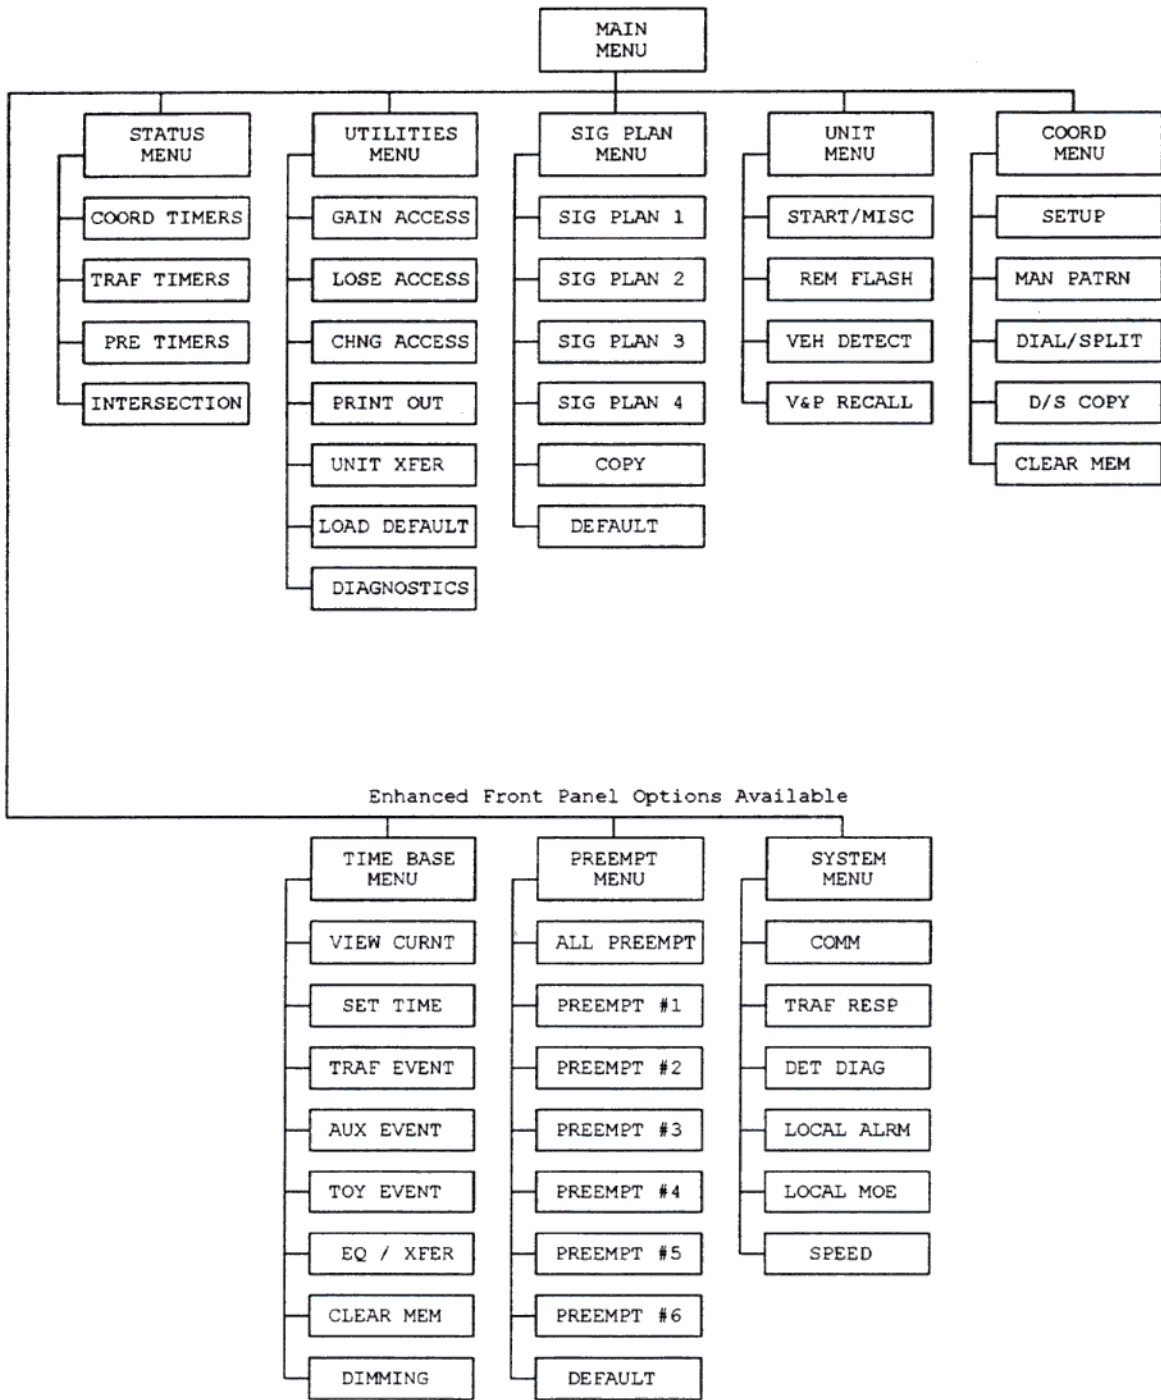 MAIN
MENU
STATUS
MENU
COORD TIMERS
TRAF TIMERS
PRE TIMERS
INTERSECTION
UTILITIES
MENU
GAIN ACCESS
LOSE ACCESS
CHNG ACCESS
PRINT OUT
UNIT XFER
LOAD DEFAULT
DIAGNOSTICS
SIG PLAN
MENU
SIG PLAN 1
SIG PLAN 2
SIG PLAN 3
SIG PLAN 4
COPY
DEFAULT
UNIT
MENU
START/MISC
REM FLASH
VEH DETECT
V&P RECALL
COORD
MENU
SETUP
MAN PATRN
DIAL/SPLIT
D/S COPY
CLEAR MEM
Enhanced Front Panel Options Available
TIME BASE
MENU
VIEW CURNT
SET TIME
TRAF EVENT
AUX EVENT
TOY EVENT
EQ / XFER
CLEAR MEM
DIMMING
PREEMPT
MENU
ALL PREEMPT
PREEMPT #1
PREEMPT #2
PREEMPT #3
PREEMPT #4
PREEMPT #5
PREEMPT #6
DEFAULT
SYSTEM
MENU
COMM
TRAF RESP
DET DIAG
LOCAL ALRM
LOCAL MOE
SPEED